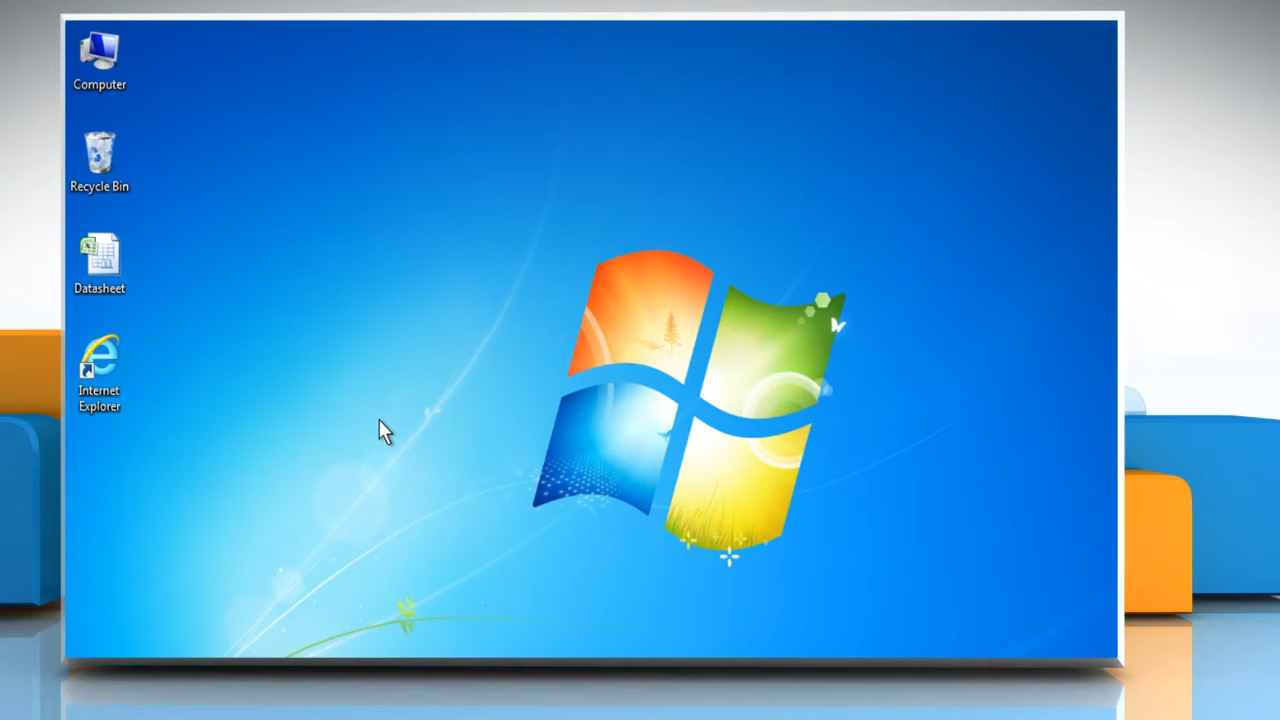 Computer
Recycle Bin
Datasheet
Internet
Explorer